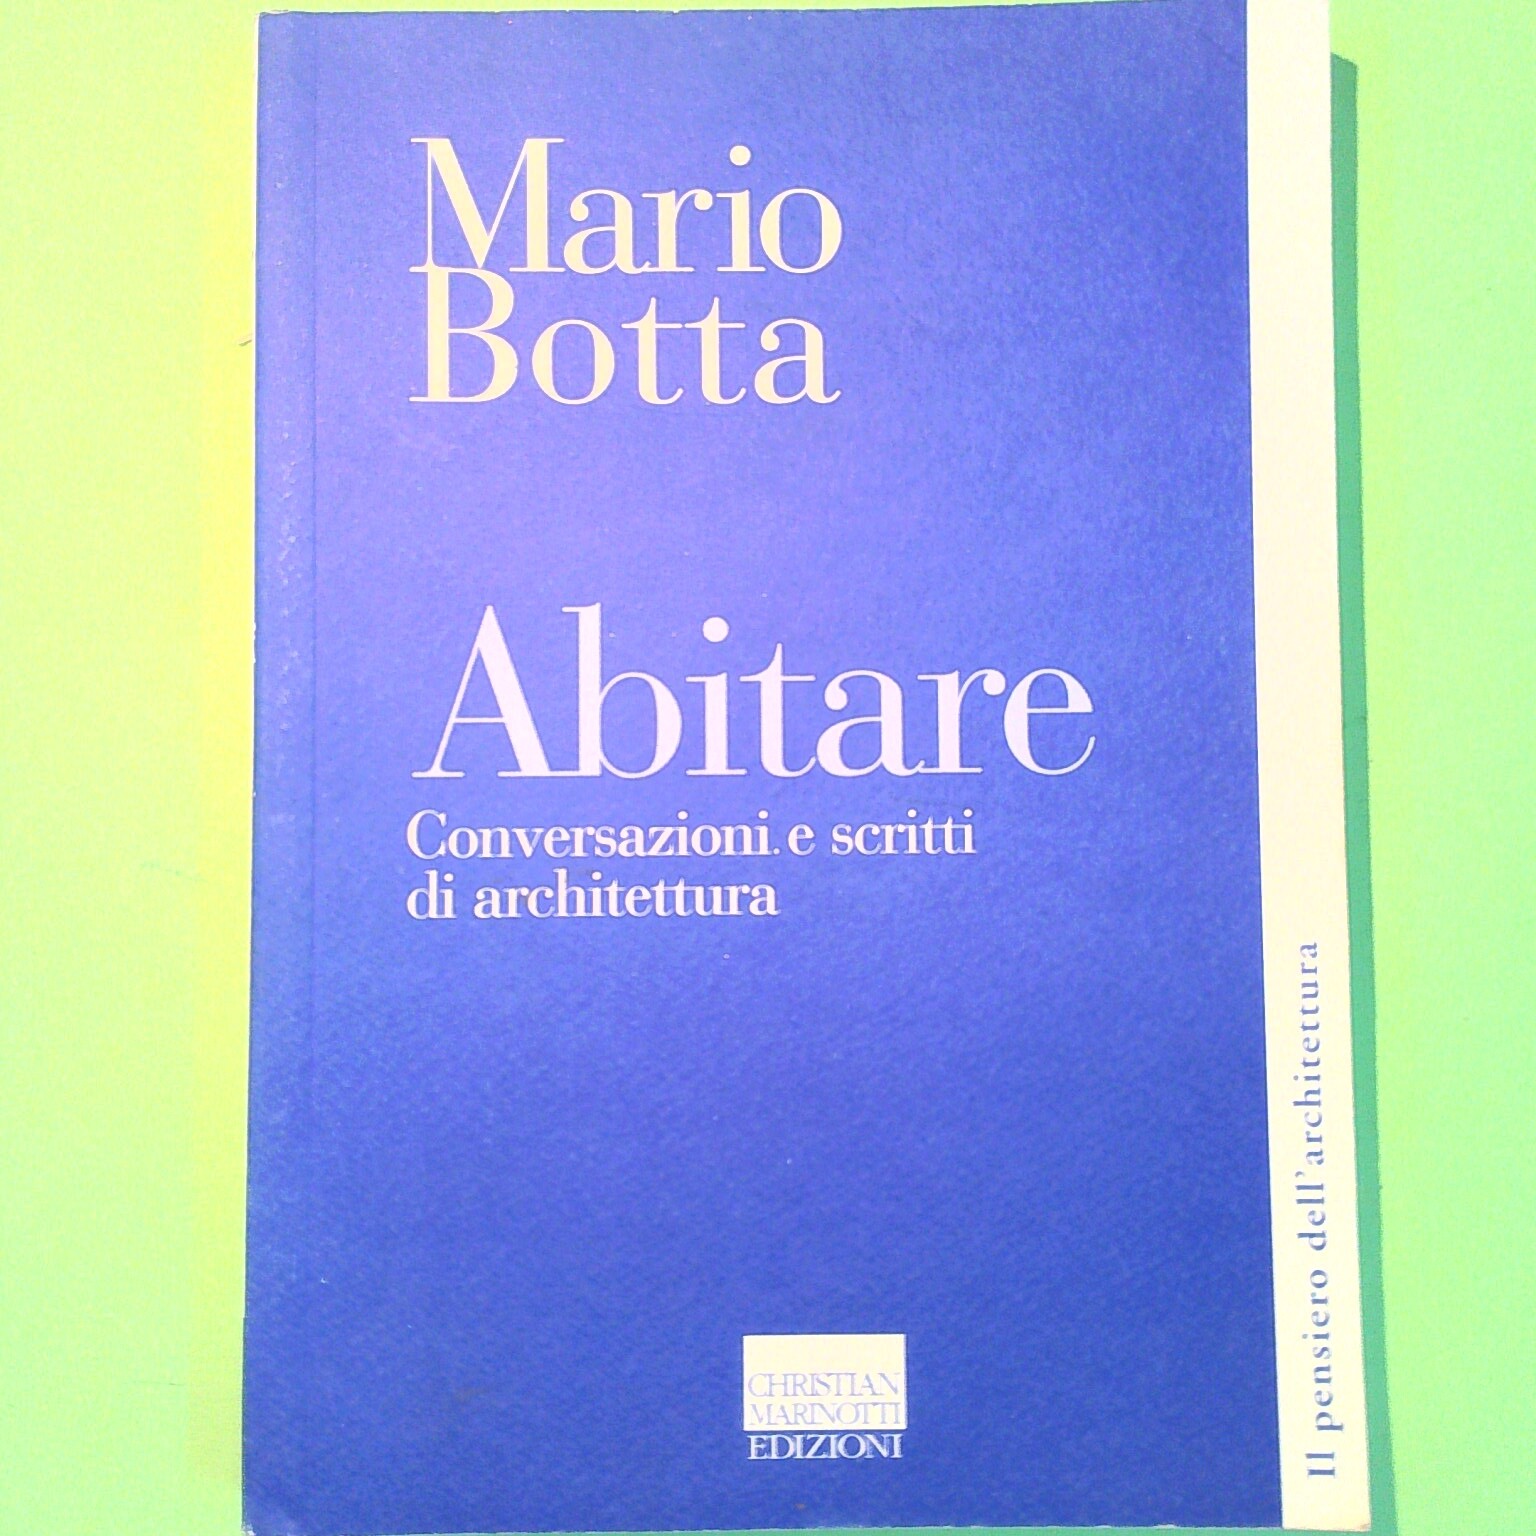 Mario
Botta
Abitare
Conversazioni e scritti
di architettura
CHRISTIAN
MARINOTTI
EDIZIONI
Il pensiero dell'architettura